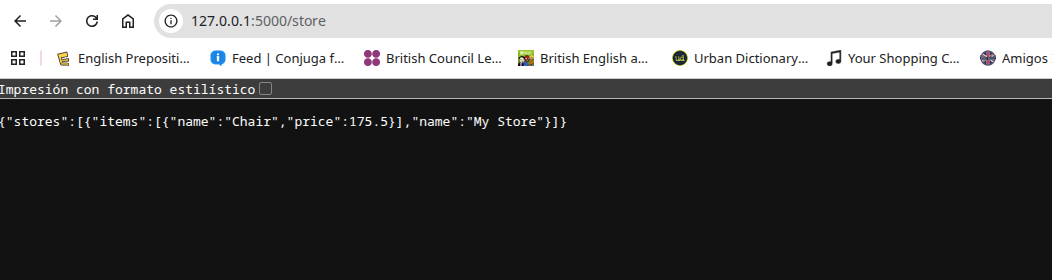 127.0.0.1:5000/store
English Prepositi... Feed | Conjuga f... British Council Le... British English a... Urban Dictionary... Your Shopping C... Amigos
Impresión con formato estilístico
{"stores":[{"items":[{"name":"Chair","price":175.5}],"name":"My Store"}]}